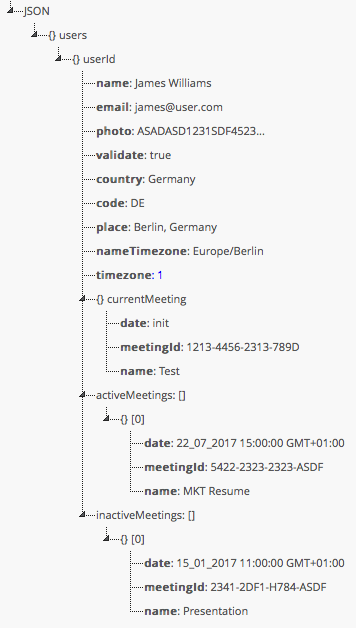 JSON
{} users
{} userId
name: James Williams
email: james@user.com
photo: ASADASD1231SDF4523...
validate: true
country: Germany
code: DE
place: Berlin, Germany
nameTimezone: Europe/Berlin
timezone: 1
{} currentMeeting
date: init
meetingId: 1213-4456-2313-789D
name: Test
activeMeetings: []
{} [0]
date: 22_07_2017 15:00:00 GMT+01:00
meetingId: 5422-2323-2323-ASDF
name: MKT Resume
inactiveMeetings: []
{} [0]
date: 15_01_2017 11:00:00 GMT+01:00
meetingId: 2341-2DF1-H784-ASDF
name: Presentation